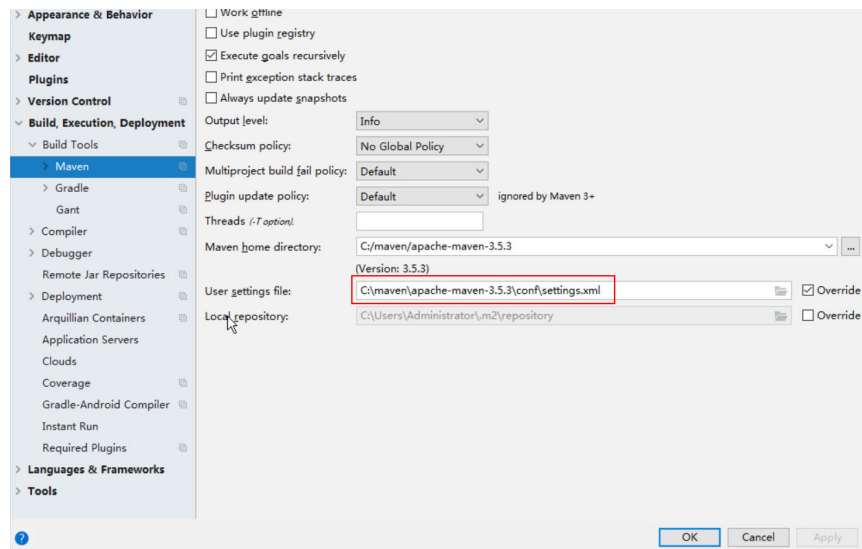 Appearance & Behavior
Keymap
Editor
Plugins
Version Control
Build, Execution, Deployment
Build Tools
Maven
Gradle
Gant
Compiler
Debugger
Remote Jar Repositories
Deployment
Arquillian Containers
Application Servers
Clouds
Coverage
Gradle-Android Compiler
Instant Run
Required Plugins
Languages & Frameworks
Tools
Work offline
Use plugin registry
Execute goals recursively
Print exception stack traces
Always update snapshots
Output level: Info
Checksum policy: No Global Policy
Multiproject build fail policy: Default
Plugin update policy: Default ignored by Maven 3+
Threads (-T option):
Maven home directory: C:/maven/apache-maven-3.5.3 ...
(Version: 3.5.3)
User settings file: C:\maven\apache-maven-3.5.3\conf\settings.xml Override
Local repository: C:\Users\Administrator\.m2\repository Override
? OK Cancel Apply